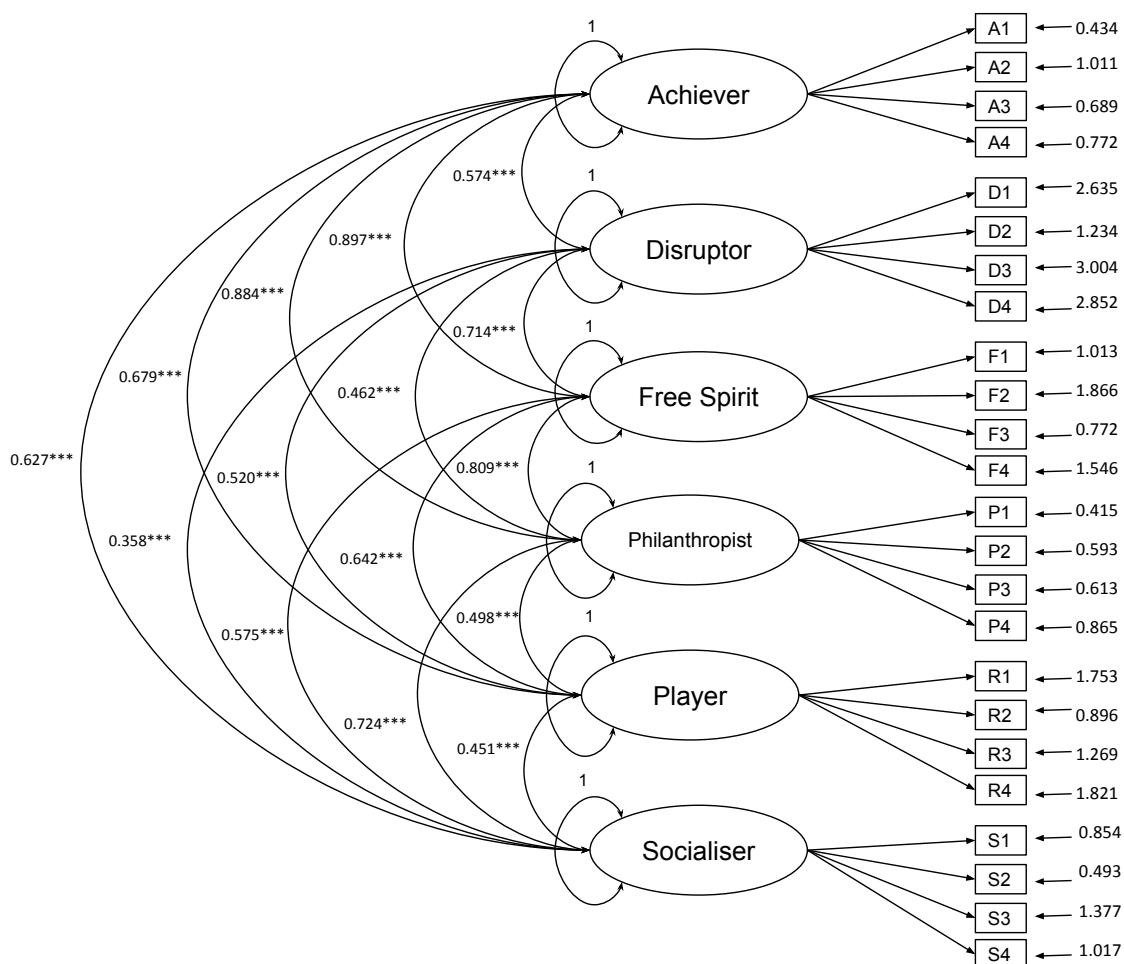 1
Achiever
A1 0.434
A2 1.011
A3 0.689
A4 0.772
0.574***
1
Disruptor
D1 2.635
D2 1.234
D3 3.004
D4 2.852
0.897***
0.884***
0.714***
1
Free Spirit
F1 1.013
F2 1.866
F3 0.772
F4 1.546
0.679***
0.462***
0.627***
0.520***
0.809***
1
Philanthropist
P1 0.415
P2 0.593
P3 0.613
P4 0.865
0.358***
0.642***
0.575***
0.498***
1
Player
R1 1.753
R2 0.896
R3 1.269
R4 1.821
0.724***
0.451***
1
Socialiser
S1 0.854
S2 0.493
S3 1.377
S4 1.017